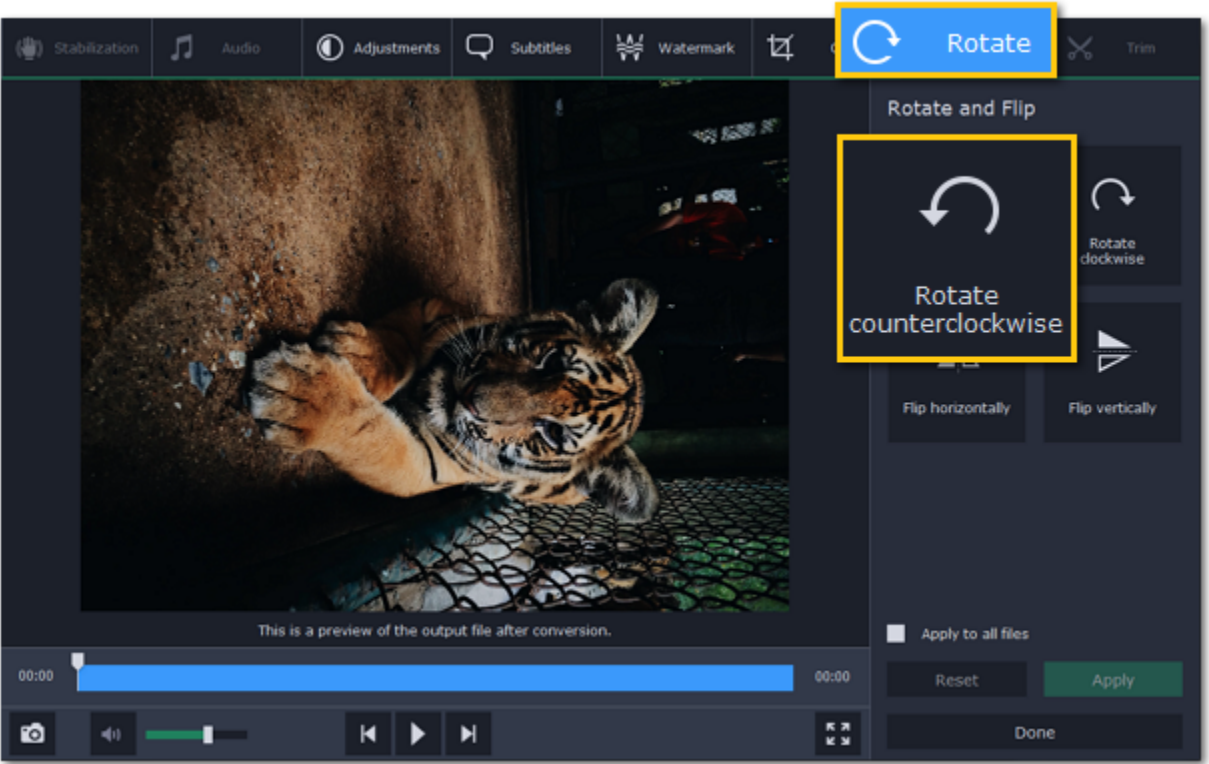 Stabilization
Audio
Adjustments
Subtitles
Watermark
Rotate
Trim
Rotate and Flip
Rotate
counterclockwise
Rotate
clockwise
Flip horizontally
Flip vertically
This is a preview of the output file after conversion.
Apply to all files
00:00
00:00
Reset
Apply
Done